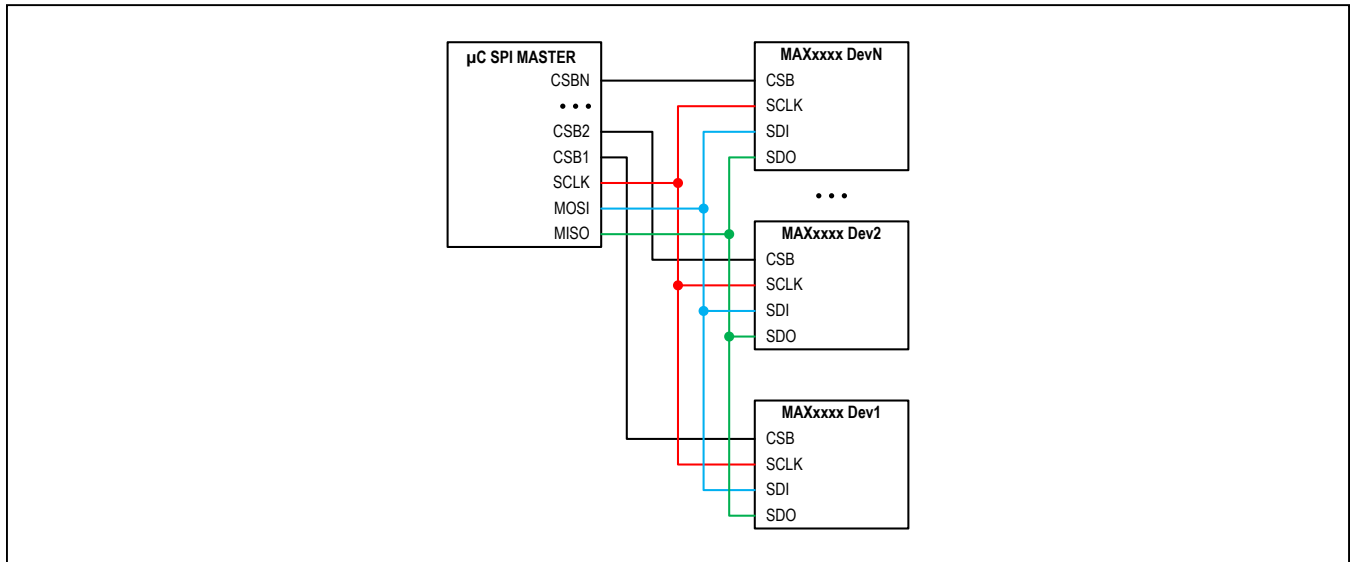 µC SPI MASTER
CSBN
• • •
CSB2
CSB1
SCLK
MOSI
MISO
MAXxxxx DevN
CSB
SCLK
SDI
SDO
• • •
MAXxxxx Dev2
CSB
SCLK
SDI
SDO
MAXxxxx Dev1
CSB
SCLK
SDI
SDO